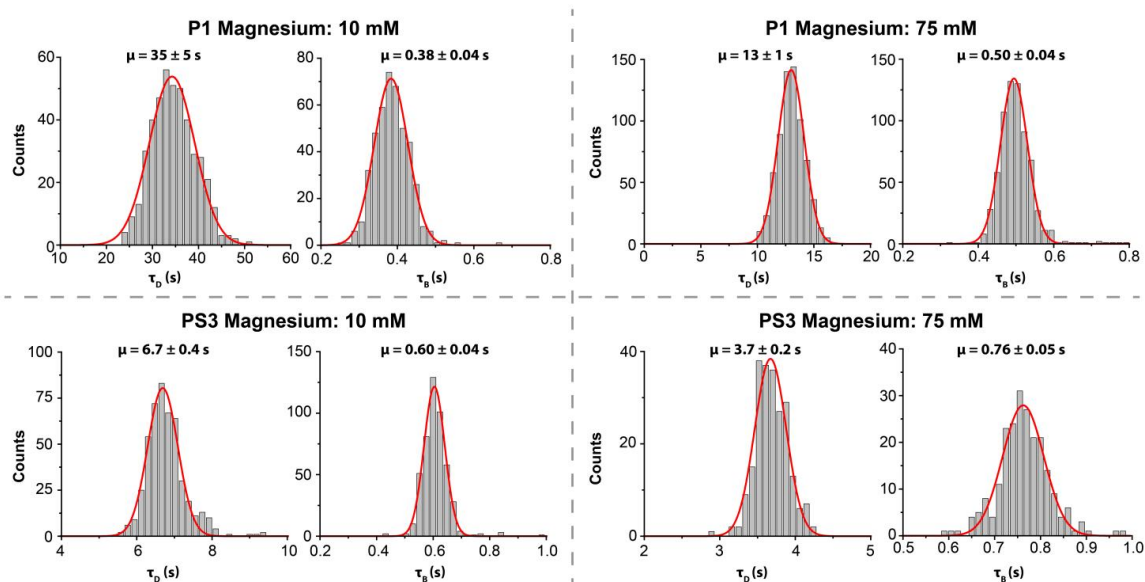 P1 Magnesium: 10 mM
μ = 35 ± 5 s
μ = 0.38 ± 0.04 s
Counts
60
40
20
0
10 20 30 40 50 60
τD (s)
80
60
40
20
0
0.2 0.4 0.6 0.8
τB (s)
P1 Magnesium: 75 mM
μ = 13 ± 1 s
μ = 0.50 ± 0.04 s
Counts
150
100
50
0
0 5 10 15 20
τD (s)
150
100
50
0
0.2 0.4 0.6 0.8
τB (s)
PS3 Magnesium: 10 mM
μ = 6.7 ± 0.4 s
μ = 0.60 ± 0.04 s
Counts
100
75
50
25
0
4 6 8 10
τD (s)
150
100
50
0
0.2 0.4 0.6 0.8 1.0
τB (s)
PS3 Magnesium: 75 mM
μ = 3.7 ± 0.2 s
μ = 0.76 ± 0.05 s
Counts
40
20
0
2 3 4 5
τD (s)
40
30
20
10
0
0.5 0.6 0.7 0.8 0.9 1.0
τB (s)